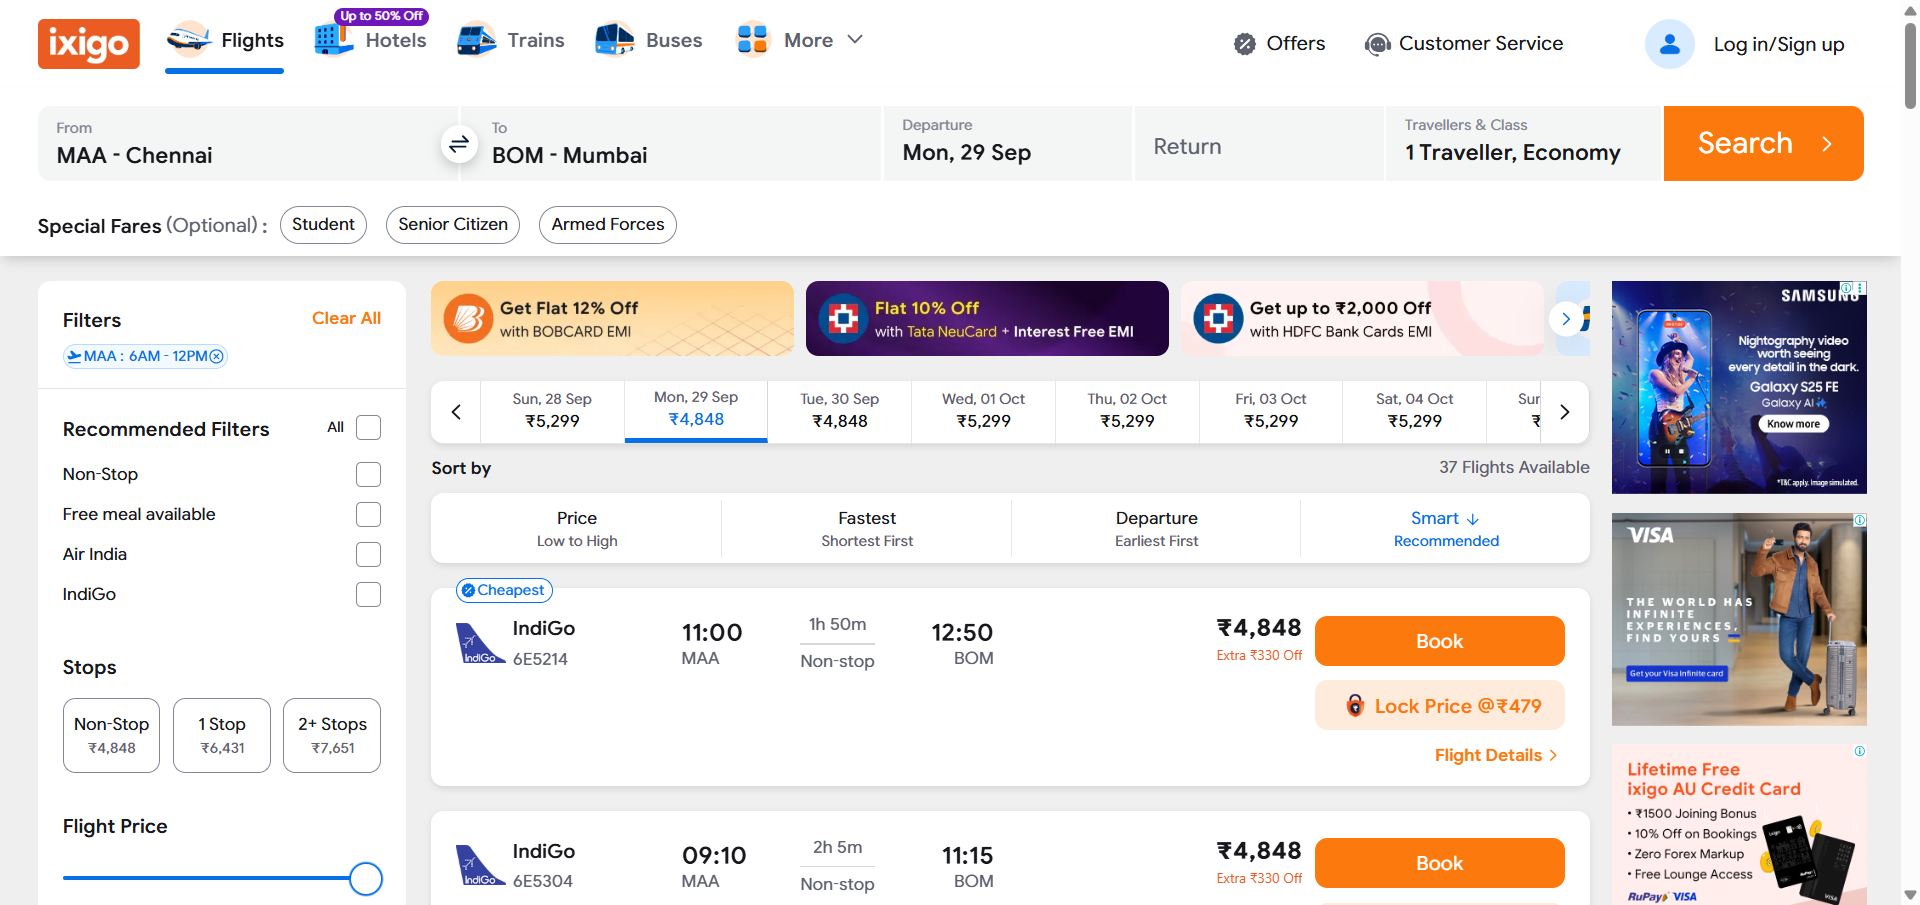 ixigo
Flights
Up to 50% Off
Hotels
Trains
Buses
More
Offers
Customer Service
Log in/Sign up
From
MAA - Chennai
To
BOM - Mumbai
Departure
Mon, 29 Sep
Return
Travellers & Class
1 Traveller, Economy
Search
Special Fares (Optional) :
Student
Senior Citizen
Armed Forces
Filters
Clear All
MAA : 6AM - 12PM
Recommended Filters
All
Non-Stop
Free meal available
Air India
IndiGo
Stops
Non-Stop
₹4,848
1 Stop
₹6,431
2+ Stops
₹7,651
Flight Price
Get Flat 12% Off
with BOBCARD EMI
Flat 10% Off
with Tata NeuCard + Interest Free EMI
Get up to ₹2,000 Off
with HDFC Bank Cards EMI
Sun, 28 Sep
₹5,299
Mon, 29 Sep
₹4,848
Tue, 30 Sep
₹4,848
Wed, 01 Oct
₹5,299
Thu, 02 Oct
₹5,299
Fri, 03 Oct
₹5,299
Sat, 04 Oct
₹5,299
Sur
₹
Sort by
37 Flights Available
Price
Low to High
Fastest
Shortest First
Departure
Earliest First
Smart
Recommended
Cheapest
IndiGo
IndiGo
6E5214
11:00
MAA
1h 50m
Non-stop
12:50
BOM
₹4,848
Extra ₹330 Off
Book
Lock Price @₹479
Flight Details
IndiGo
IndiGo
6E5304
09:10
MAA
2h 5m
Non-stop
11:15
BOM
₹4,848
Extra ₹330 Off
Book
SAMSUNG
Nightography video
worth seeing
every detail in the dark.
Galaxy S25 FE
Galaxy AI
Know more
*T&C apply. Image simulated.
VISA
THE WORLD HAS
INFINITE
EXPERIENCES,
FIND YOURS
Get your Visa Infinite card
Lifetime Free
ixigo AU Credit Card
• ₹1500 Joining Bonus
• 10% Off on Bookings
• Zero Forex Markup
• Free Lounge Access
RuPay VISA